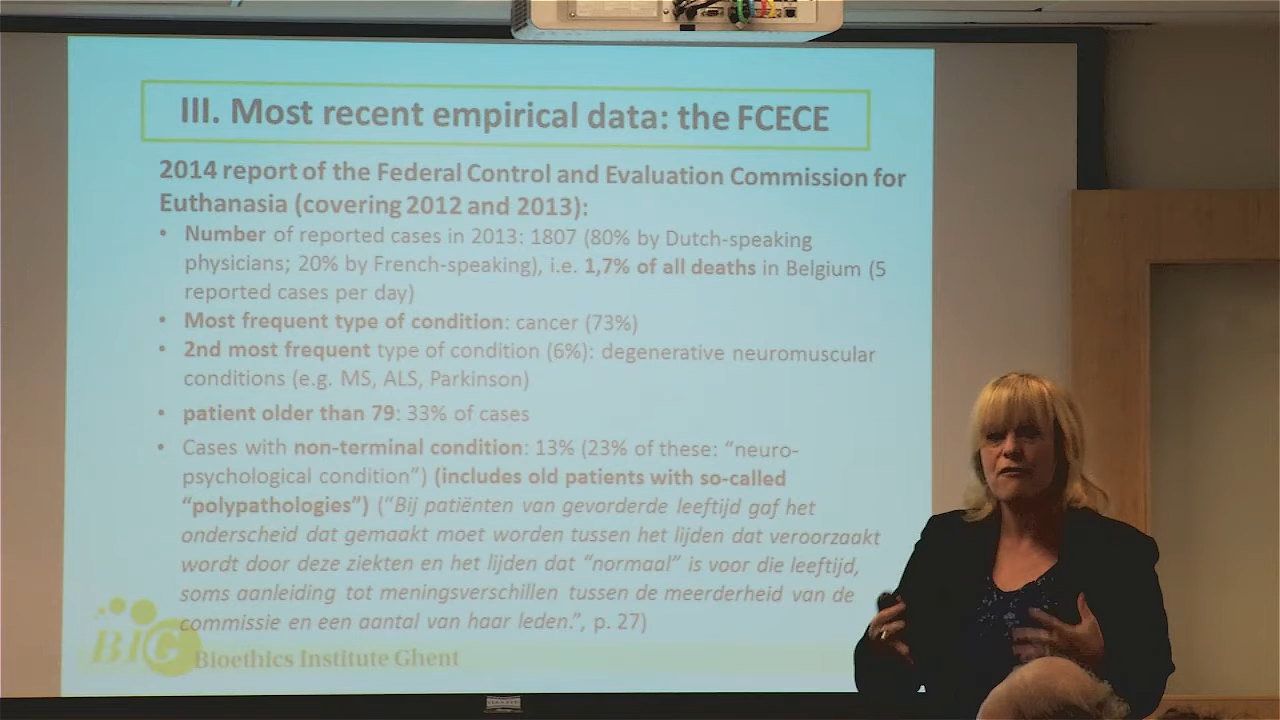 III. Most recent empirical data: the FCECE
2014 report of the Federal Control and Evaluation Commission for
Euthanasia (covering 2012 and 2013):
• Number of reported cases in 2013: 1807 (80% by Dutch-speaking
physicians; 20% by French-speaking), i.e. 1,7% of all deaths in Belgium (5
reported cases per day)
• Most frequent type of condition: cancer (73%)
• 2nd most frequent type of condition (6%): degenerative neuromuscular
conditions (e.g. MS, ALS, Parkinson)
• patient older than 79: 33% of cases
• Cases with non-terminal condition: 13% (23% of these: “neuro-
psychological condition”) (includes old patients with so-called
“polypathologies”) (“Bij patiënten van gevorderde leeftijd gaf het
onderscheid dat gemaakt moet worden tussen het lijden dat veroorzaakt
wordt door deze ziekten en het lijden dat “normaal” is voor die leeftijd,
soms aanleiding tot meningsverschillen tussen de meerderheid van de
commissie en een aantal van haar leden.”, p. 27)
BIG
Bioethics Institute Ghent